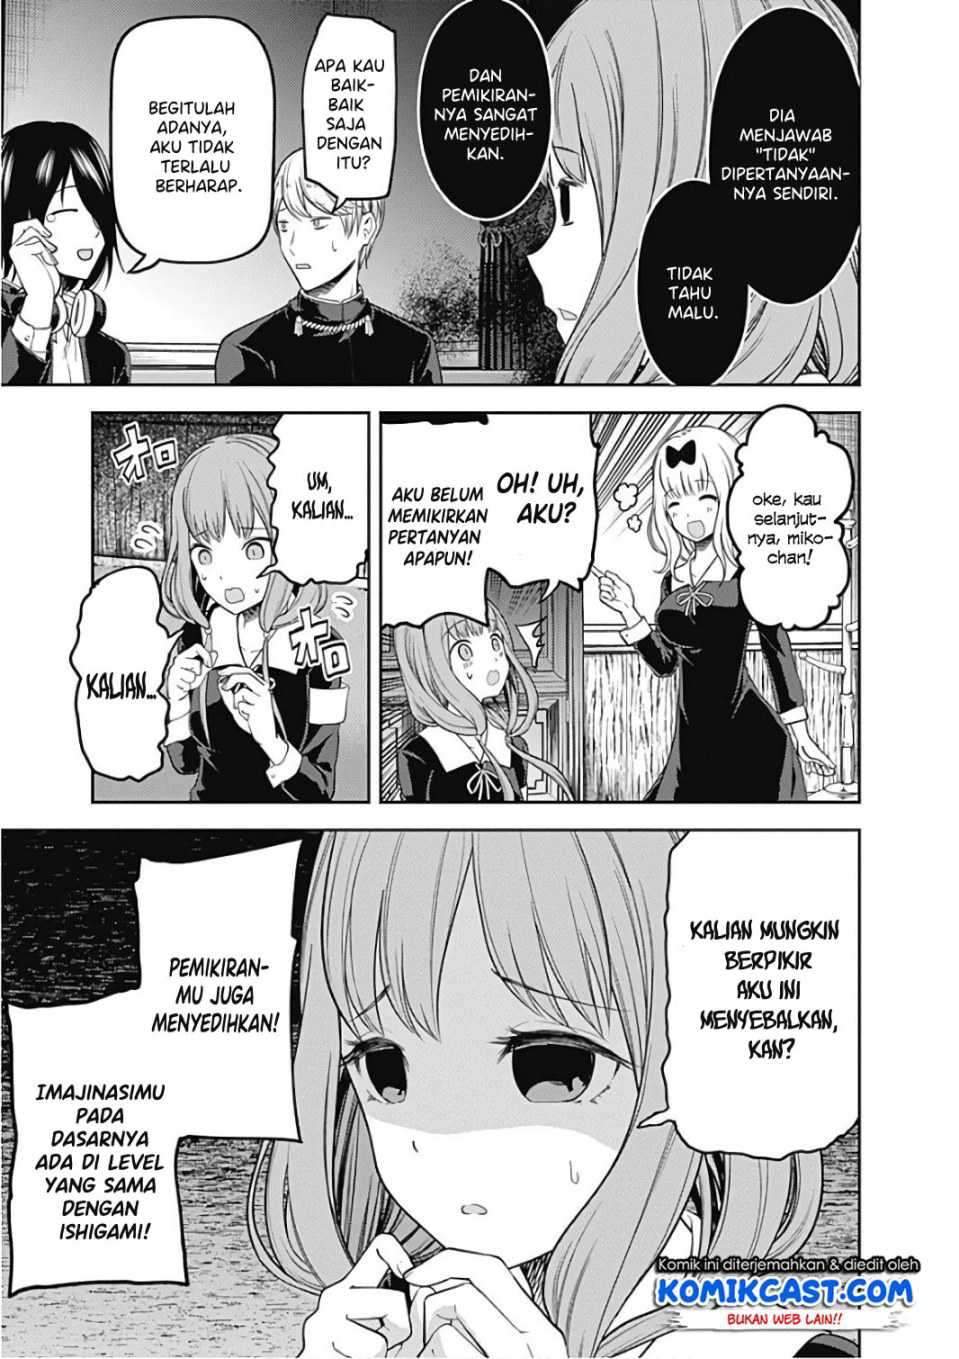 DIA
MENJAWAB
"TIDAK"
DIPERTANYAAN-
NYA SENDIRI.
TIDAK
TAHU
MALU.
DAN
PEMIKIRAN-
NYA SANGAT
MENYEDIH-
KAN.
APA KAU
BAIK-
BAIK
SAJA
DENGAN
ITU?
BEGITULAH
ADANYA,
AKU TIDAK
TERLALU
BERHARAP.
oke, kau
selanjut-
nya, miko-
chan!
OH! UH,
AKU?
AKU BELUM
MEMIKIRKAN
PERTANYAN
APAPUN!
UM,
KALIAN...
オロ
オロ
KALIAN...
KALIAN MUNGKIN
BERPIKIR
AKU INI
MENYEBALKAN,
KAN?
PEMIKIRAN-
MU JUGA
MENYEDIHKAN!
IMAJINASIMU
PADA
DASARNYA
ADA DI LEVEL
YANG SAMA
DENGAN
ISHIGAMI!
Komik ini diterjemahkan & diedit oleh
KOMIKCAST.COM
BUKAN WEB LAIN!!